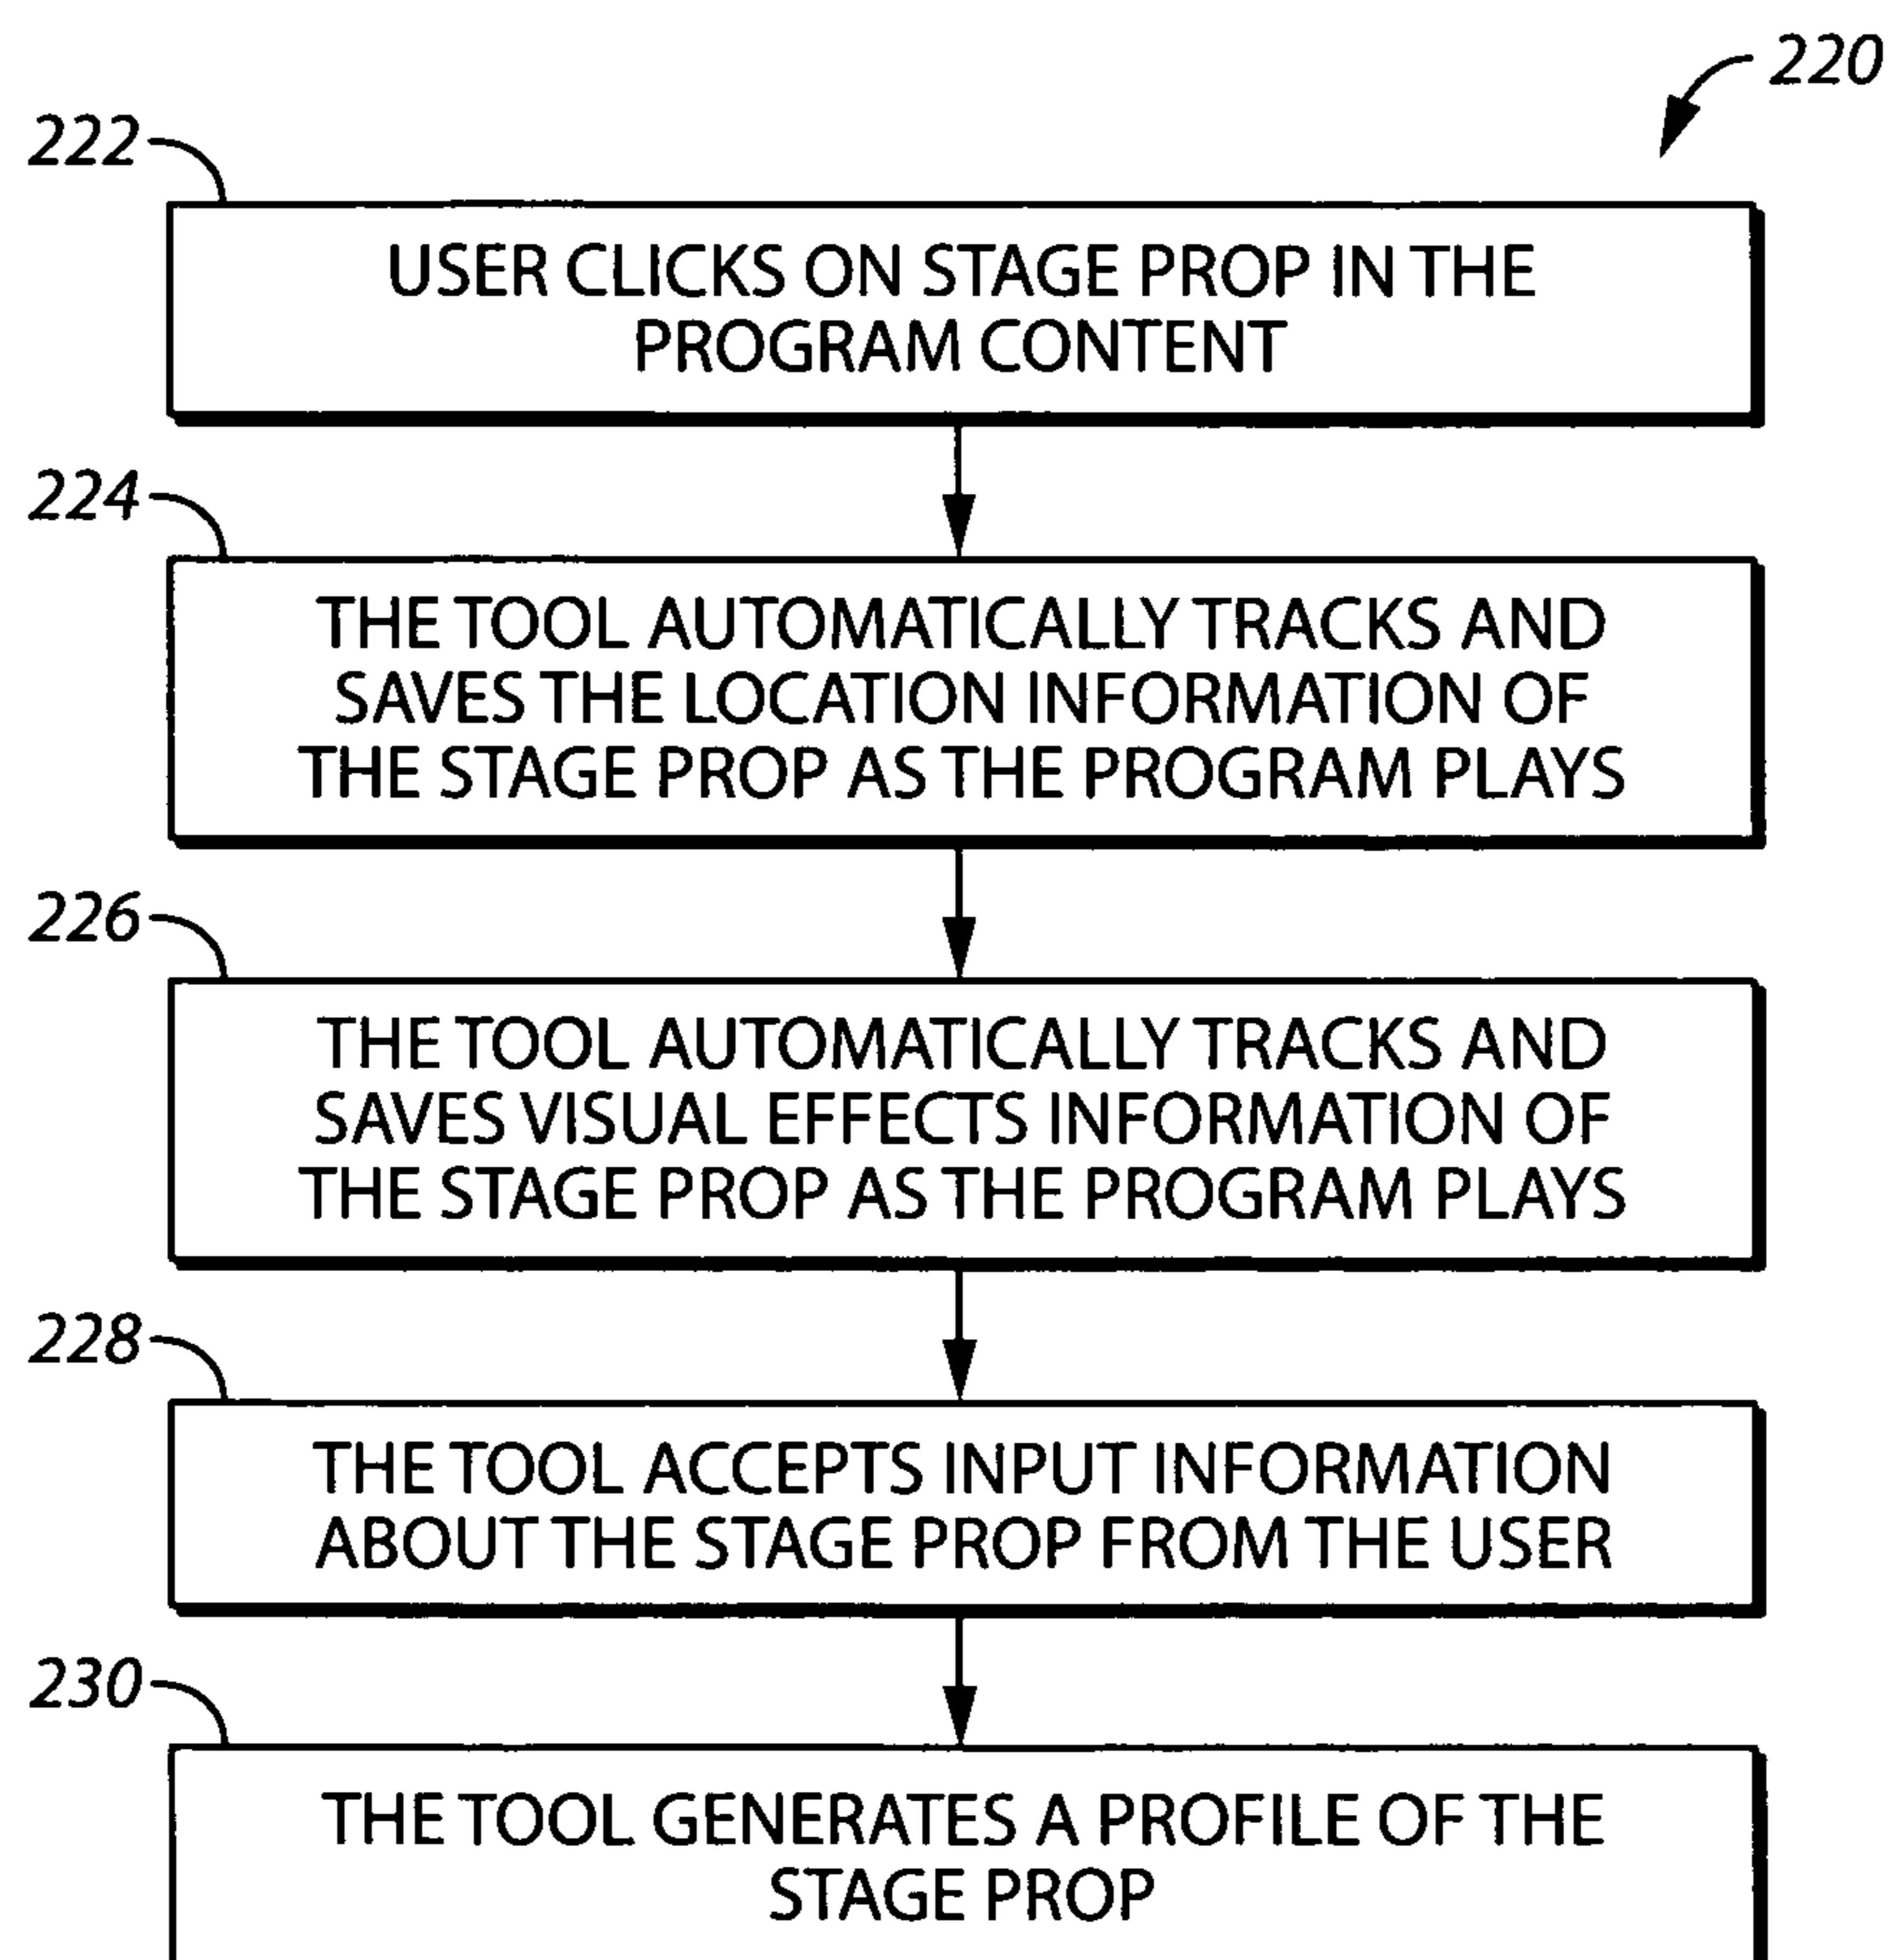 220
222
USER CLICKS ON STAGE PROP IN THE
PROGRAM CONTENT
224
THE TOOL AUTOMATICALLY TRACKS AND
SAVES THE LOCATION INFORMATION OF
THE STAGE PROP AS THE PROGRAM PLAYS
226
THE TOOL AUTOMATICALLY TRACKS AND
SAVES VISUAL EFFECTS INFORMATION OF
THE STAGE PROP AS THE PROGRAM PLAYS
228
THE TOOL ACCEPTS INPUT INFORMATION
ABOUT THE STAGE PROP FROM THE USER
230
THE TOOL GENERATES A PROFILE OF THE
STAGE PROP